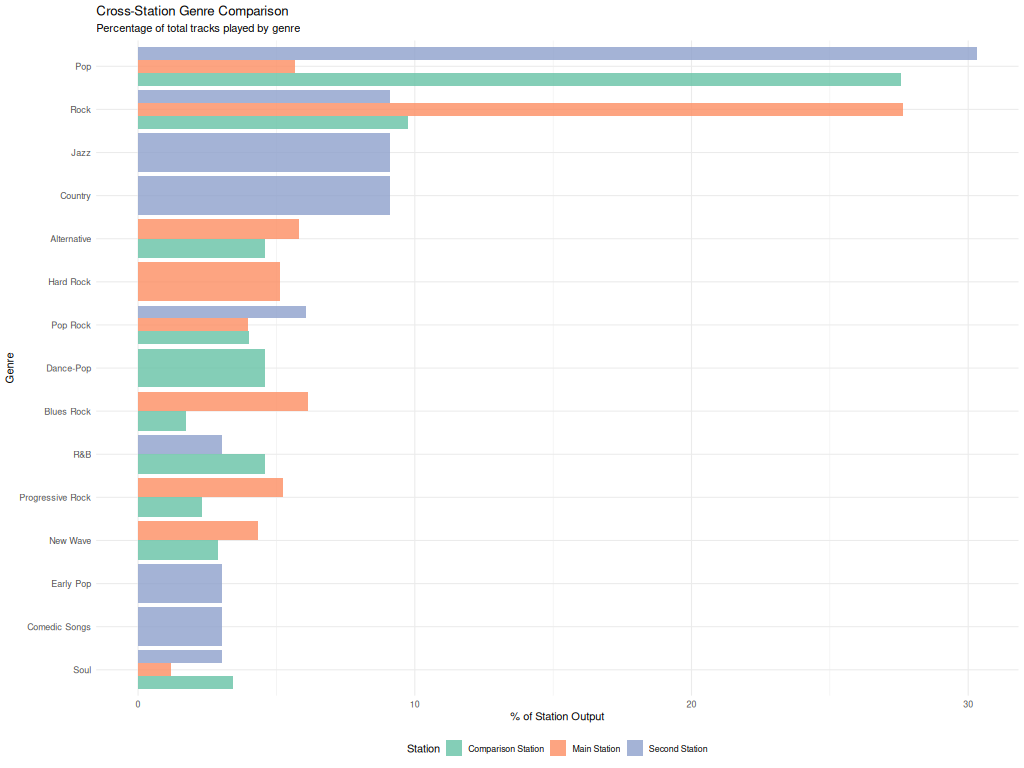 Cross-Station Genre Comparison
Percentage of total tracks played by genre
Genre
Pop
Rock
Jazz
Country
Alternative
Hard Rock
Pop Rock
Dance-Pop
Blues Rock
R&B
Progressive Rock
New Wave
Early Pop
Comedic Songs
Soul
0 10 20 30
% of Station Output
Station Comparison Station Main Station Second Station